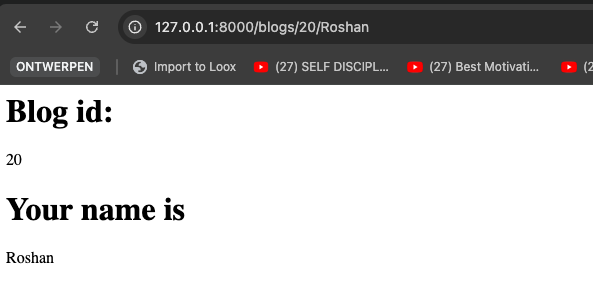 127.0.0.1:8000/blogs/20/Roshan
ONTWERPEN Import to Loox (27) SELF DISCIPL... (27) Best Motivati... (2
Blog id:
20
Your name is
Roshan